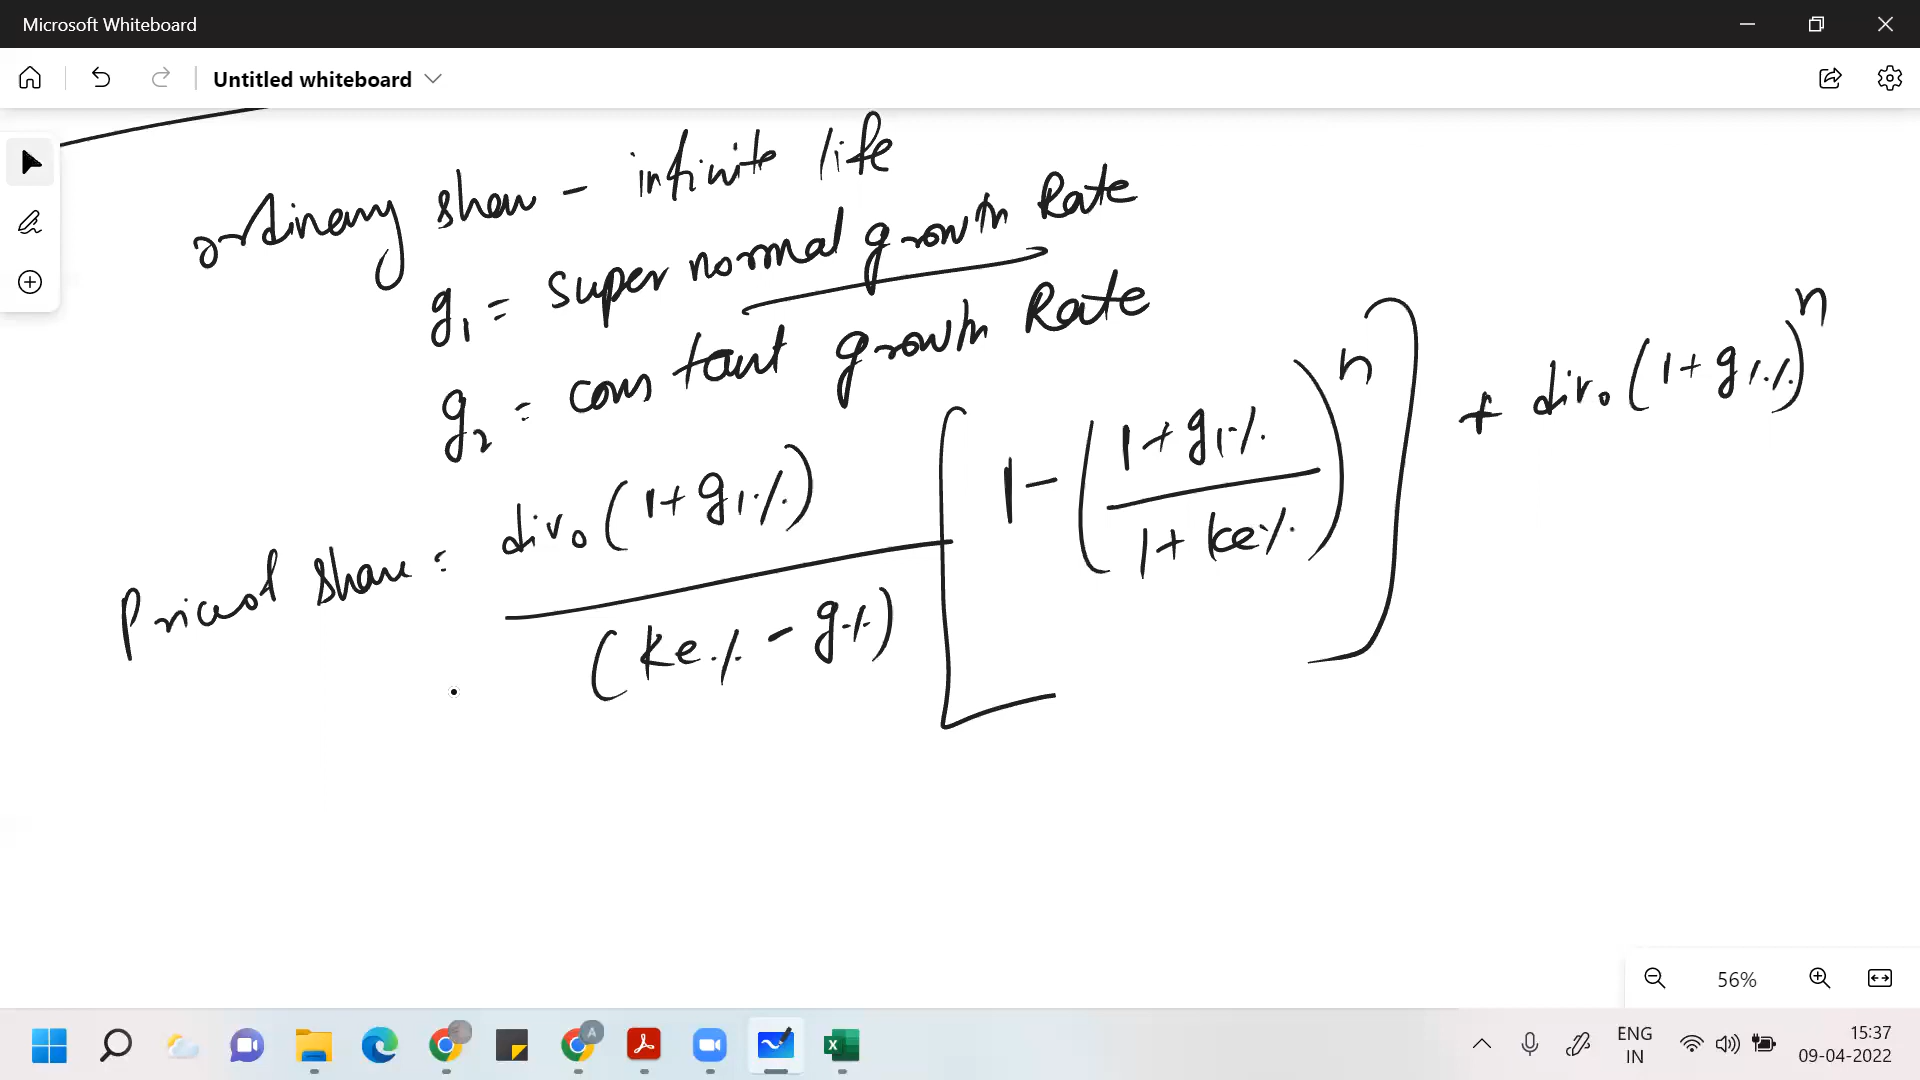 Microsoft Whiteboard
Untitled whiteboard
ordinary share - infinite life
g1 = super normal growth Rate
g2 = constant growth Rate
Price of share = div0 (1 + g1%) / (ke% - g%) [1 - ((1 + g1%) / (1 + ke%))^n] + div0 (1 + g1%)^n
56%
ENG
IN
15:37
09-04-2022